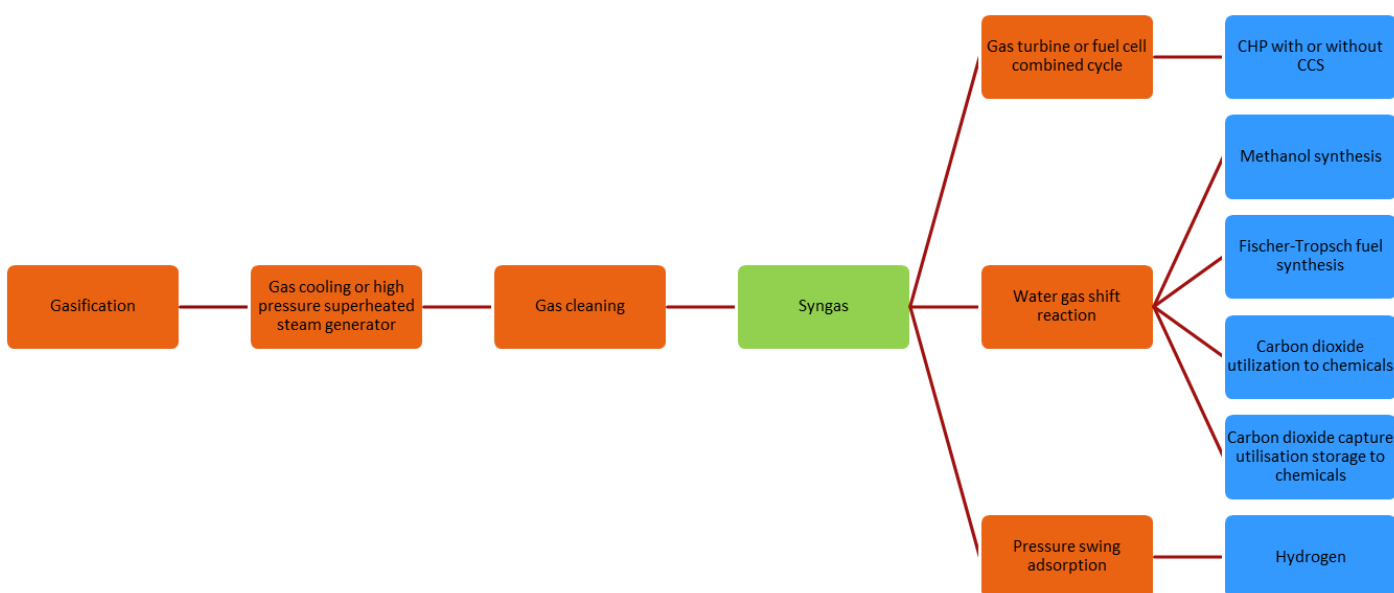 Gasification
Gas cooling or high
pressure superheated
steam generator
Gas cleaning
Syngas
Gas turbine or fuel cell
combined cycle
CHP with or without
CCS
Water gas shift
reaction
Methanol synthesis
Fischer-Tropsch fuel
synthesis
Carbon dioxide
utilization to chemicals
Carbon dioxide capture
utilisation storage to
chemicals
Pressure swing
adsorption
Hydrogen